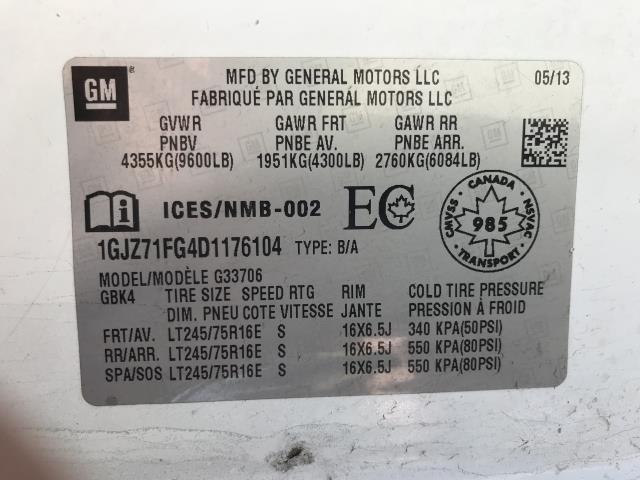 GM
MFD BY GENERAL MOTORS LLC 05/13
FABRIQUÉ PAR GENERAL MOTORS LLC
GVWR GAWR FRT GAWR RR
PNBV PNBE AV. PNBE ARR.
4355KG(9600LB) 1951KG(4300LB) 2760KG(6084LB)
i ICES/NMB-002 EC
CANADA
CMVSS 985 NSVAC
TRANSPORT
1GJZ71FG4D1176104 TYPE: B/A
MODEL/MODÈLE G33706
GBK4 TIRE SIZE SPEED RTG RIM COLD TIRE PRESSURE
DIM. PNEU COTE VITESSE JANTE PRESSION À FROID
FRT/AV. LT245/75R16E S 16X6.5J 340 KPA(50PSI)
RR/ARR. LT245/75R16E S 16X6.5J 550 KPA(80PSI)
SPA/SOS LT245/75R16E S 16X6.5J 550 KPA(80PSI)